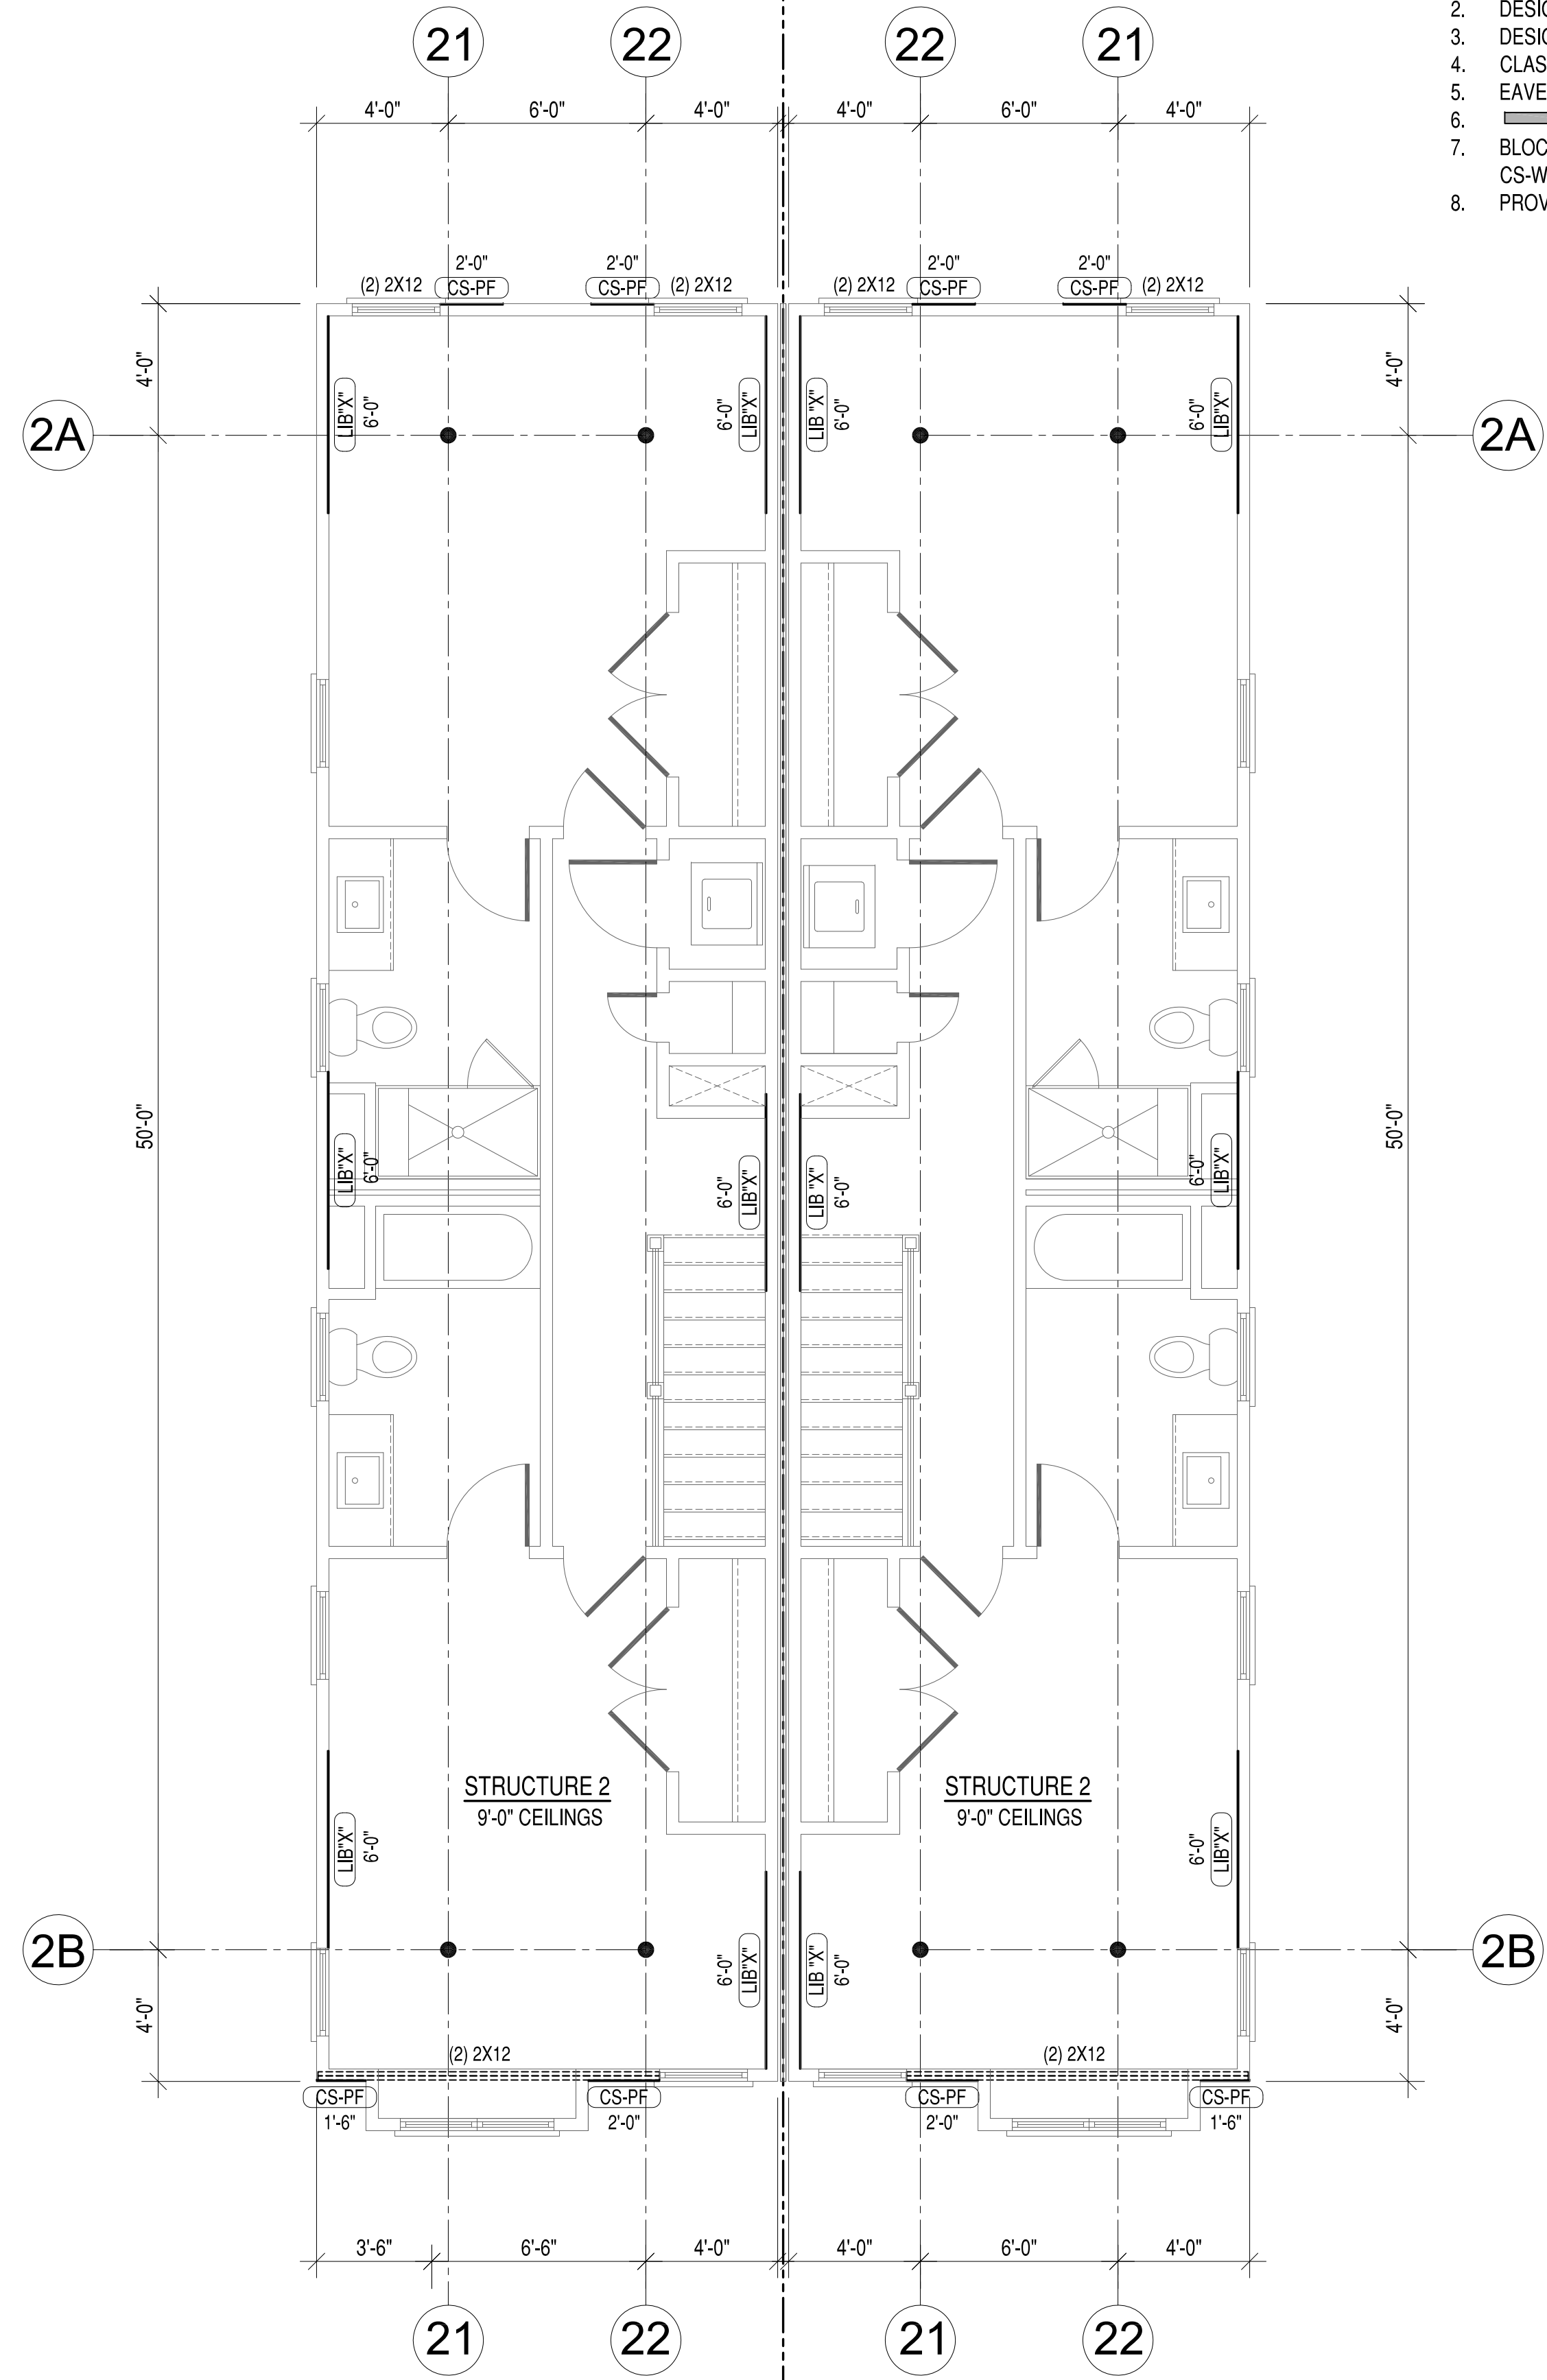 2. DESIG
3. DESIG
4. CLAS
5. EAVE
6.
7. BLOC
CS-W
8. PROV
21 22 22 21
4'-0" 6'-0" 4'-0" 4'-0" 6'-0" 4'-0"
2'-0" 2'-0" 2'-0" 2'-0"
(2) 2X12 CS-PF CS-PF (2) 2X12 (2) 2X12 CS-PF CS-PF (2) 2X12
4'-0" 4'-0"
LIB"X" 6'-0" 6'-0" LIB"X" LIB "X" 6'-0" 6'-0" LIB"X"
2A 2A
50'-0" 50'-0"
LIB"X" 6'-0" 6'-0" LIB"X" LIB "X" 6'-0" 6'-0" LIB"X"
STRUCTURE 2 STRUCTURE 2
9'-0" CEILINGS 9'-0" CEILINGS
LIB"X" 6'-0" 6'-0" LIB"X"
6'-0" LIB"X" LIB "X" 6'-0"
2B 2B
4'-0" 4'-0"
(2) 2X12 (2) 2X12
CS-PF CS-PF CS-PF CS-PF
1'-6" 2'-0" 2'-0" 1'-6"
3'-6" 6'-6" 4'-0" 4'-0" 6'-0" 4'-0"
21 22 21 22